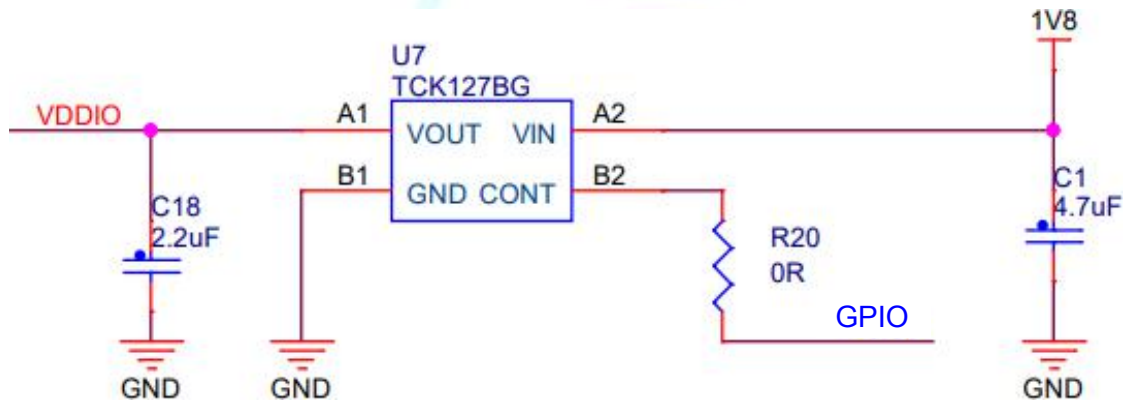 1V8
U7
TCK127BG
VDDIO
A1
VOUT VIN
A2
B1
GND CONT
B2
C18
2.2uF
C1
4.7uF
R20
0R
GPIO
GND
GND
GND